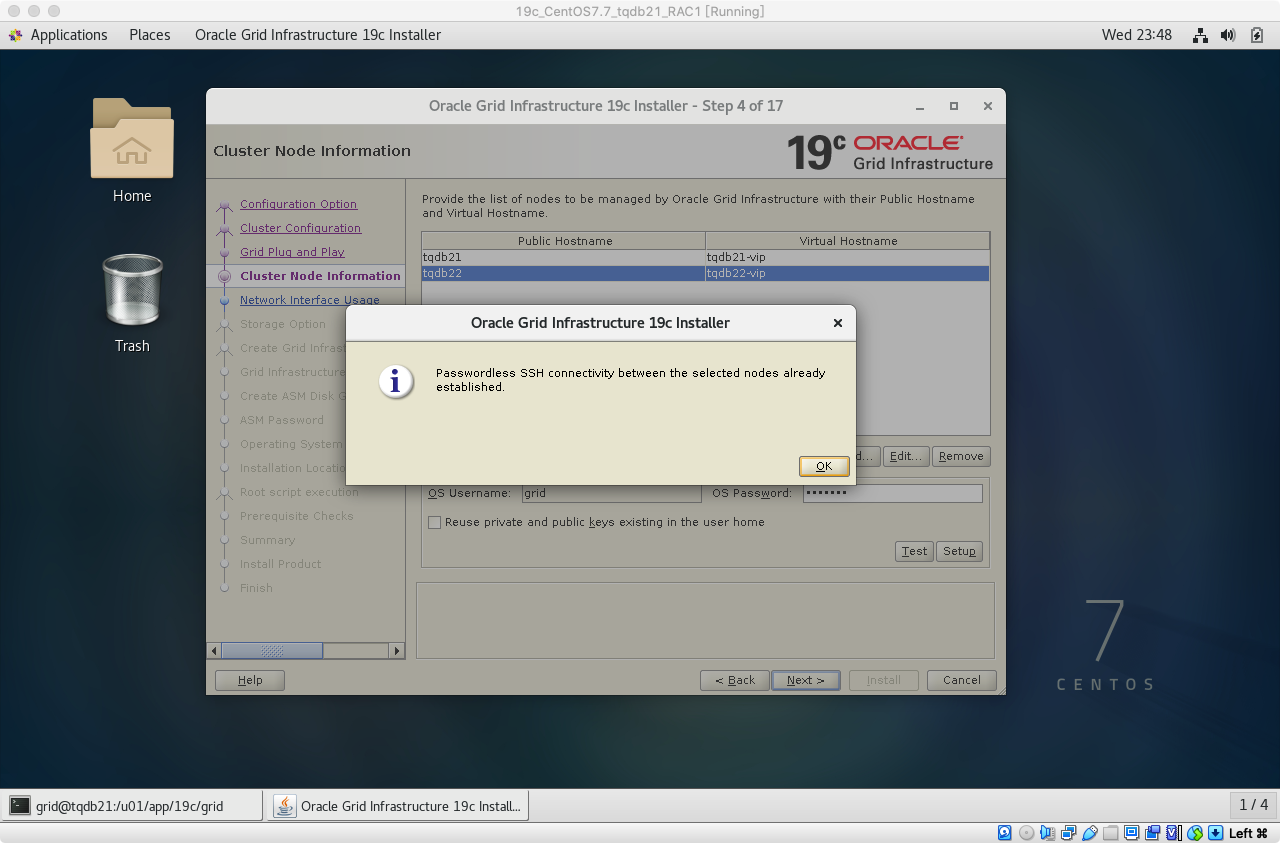 19c_CentOS7.7_tqdb21_RAC1 [Running]
Applications Places Oracle Grid Infrastructure 19c Installer Wed 23:48
Home
Trash
Oracle Grid Infrastructure 19c Installer - Step 4 of 17
Cluster Node Information
19c ORACLE
Grid Infrastructure
Configuration Option
Cluster Configuration
Grid Plug and Play
Cluster Node Information
Network Interface Usage
Storage Option
Create Grid Infrast
Grid Infrastructure
Create ASM Disk G
ASM Password
Operating System
Installation Locatio
Root script execution
Prerequisite Checks
Summary
Install Product
Finish
Provide the list of nodes to be managed by Oracle Grid Infrastructure with their Public Hostname
and Virtual Hostname.
Public Hostname Virtual Hostname
tqdb21 tqdb21-vip
tqdb22 tqdb22-vip
Oracle Grid Infrastructure 19c Installer
Passwordless SSH connectivity between the selected nodes already
established.
OK
d... Edit... Remove
OS Username: grid OS Password: •••••••
Reuse private and public keys existing in the user home
Test Setup
Help < Back Next > Install Cancel
7
CENTOS
grid@tqdb21:/u01/app/19c/grid Oracle Grid Infrastructure 19c Install... 1 / 4
Left ⌘